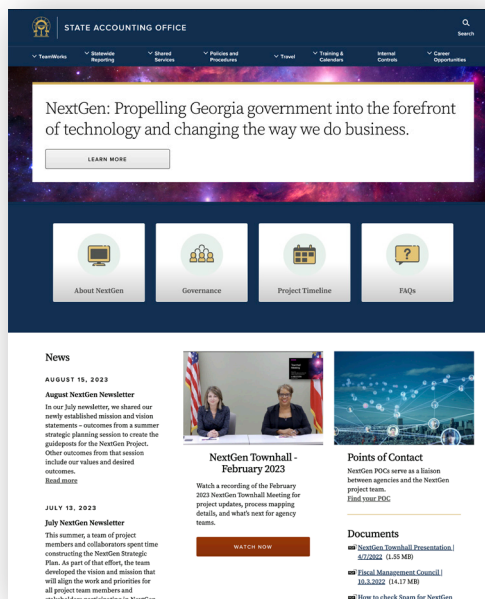 STATE ACCOUNTING OFFICE
Search
TeamWorks
Statewide
Reporting
Shared
Services
Policies and
Procedures
Travel
Training &
Calendars
Internal
Controls
Career
Opportunities
NextGen: Propelling Georgia government into the forefront
of technology and changing the way we do business.
LEARN MORE
About NextGen
Governance
Project Timeline
FAQs
News
AUGUST 15, 2023
August NextGen Newsletter
In our July newsletter, we shared our
newly established mission and vision
statements – outcomes from a summer
strategic planning session to create the
guideposts for the NextGen Project.
Other outcomes from that session
include our values and desired
outcomes.
Read more
JULY 13, 2023
July NextGen Newsletter
This summer, a team of project
members and collaborators spent time
constructing the NextGen Strategic
Plan. As part of that effort, the team
developed the vision and mission that
will align the work and priorities for
all project team members and
stakeholders participating in NextGen
NextGen Townhall -
February 2023
Watch a recording of the February
2023 NextGen Townhall Meeting for
project updates, process mapping
details, and what's next for agency
teams.
WATCH NOW
Points of Contact
NextGen POCs serve as a liaison
between agencies and the NextGen
project team.
Find your POC
Documents
NextGen Townhall Presentation |
4/7/2022 (1.55 MB)
Fiscal Management Council |
10.3.2022 (14.17 MB)
How to check Spam for NextGen